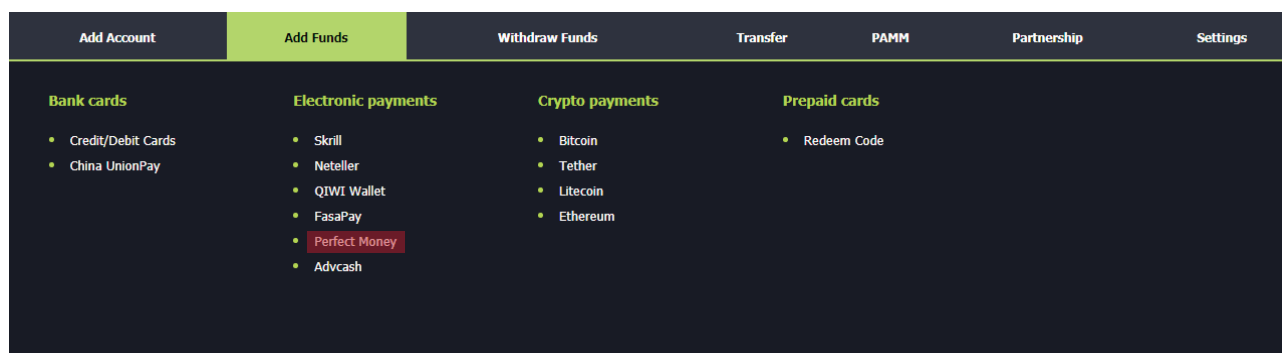 Add Account Add Funds Withdraw Funds Transfer PAMM Partnership Settings
Bank cards Electronic payments Crypto payments Prepaid cards
Credit/Debit Cards Skrill Bitcoin Redeem Code
China UnionPay Neteller Tether
QIWI Wallet Litecoin
FasaPay Ethereum
Perfect Money
Advcash